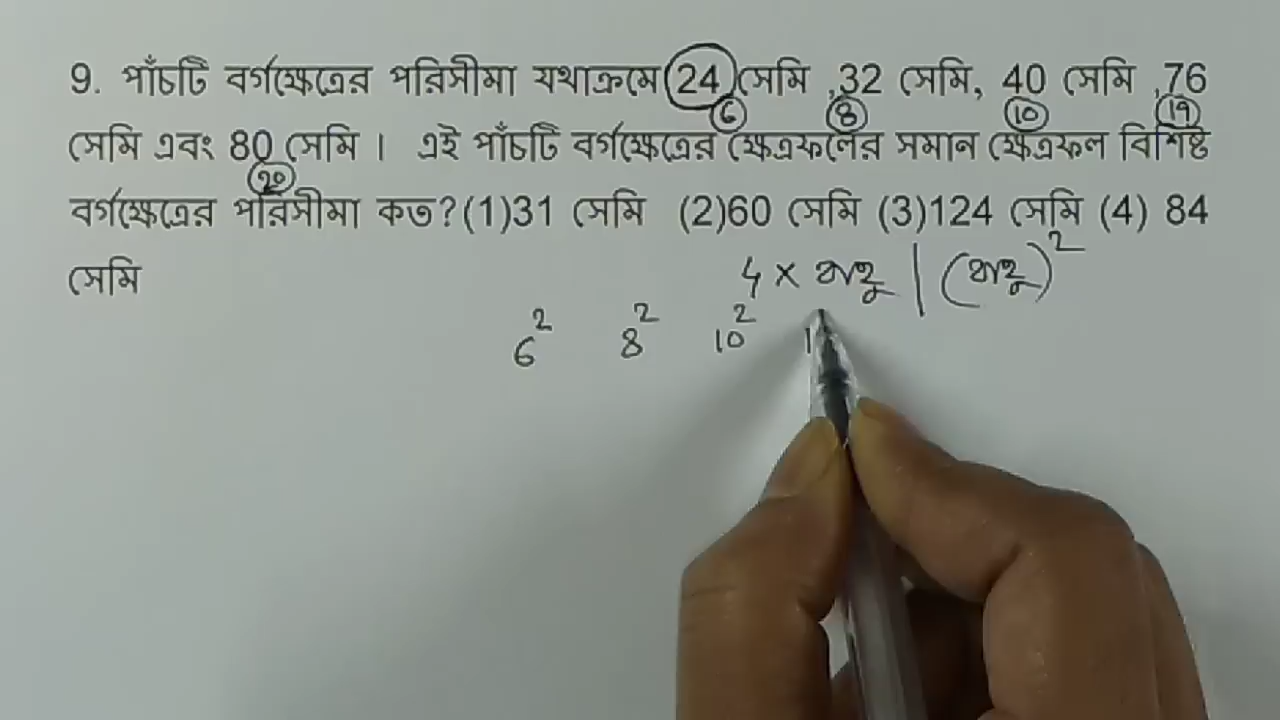 9. পাঁচটি বর্গক্ষেত্রের পরিসীমা যথাক্রমে 24 সেমি ,32 সেমি, 40 সেমি ,76
6 8 10 19
সেমি এবং 80 সেমি । এই পাঁচটি বর্গক্ষেত্রের ক্ষেত্রফলের সমান ক্ষেত্রফল বিশিষ্ট
20
বর্গক্ষেত্রের পরিসীমা কত?(1)31 সেমি (2)60 সেমি (3)124 সেমি (4) 84
সেমি
4 × বাহু | (বাহু)²
6² 8² 10² 1